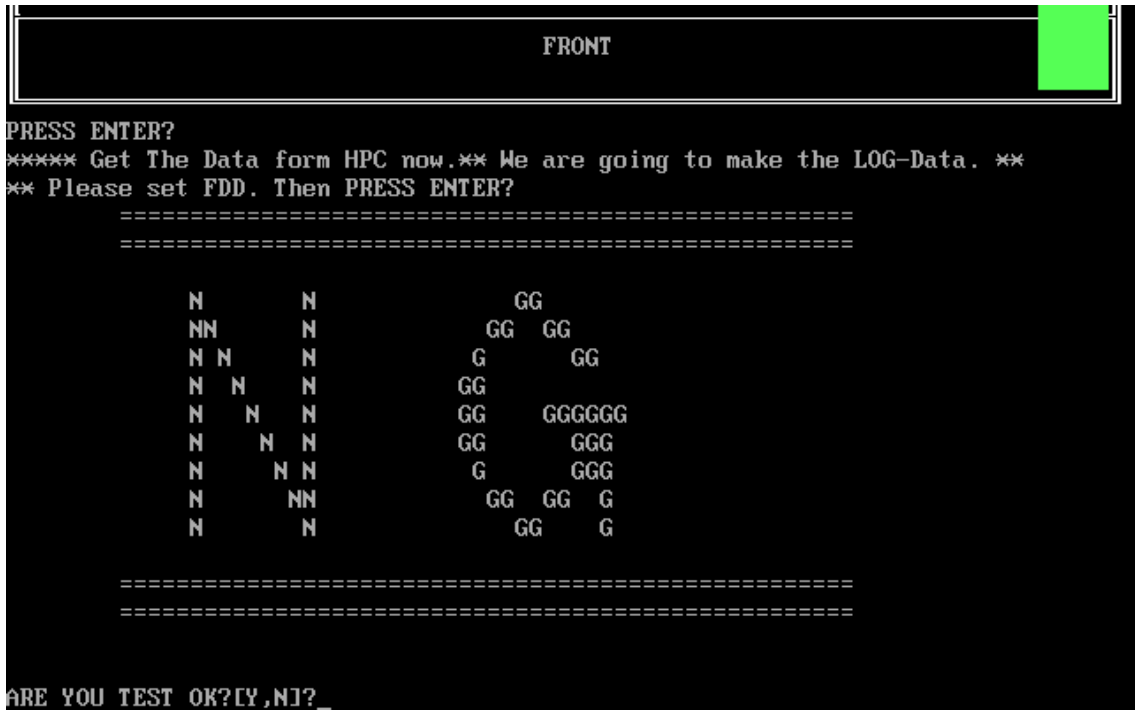 FRONT
PRESS ENTER?
***** Get The Data form HPC now.** We are going to make the LOG-Data. **
** Please set FDD. Then PRESS ENTER?
====================================================
====================================================
N       N              GG
NN      N            GG  GG
N N     N           G      GG
N  N    N          GG
N   N   N          GG    GGGGGG
N    N  N          GG      GGG
N     N N           G      GGG
N      NN            GG  GG  G
N       N              GG    G
====================================================
====================================================
ARE YOU TEST OK?[Y,N]?_